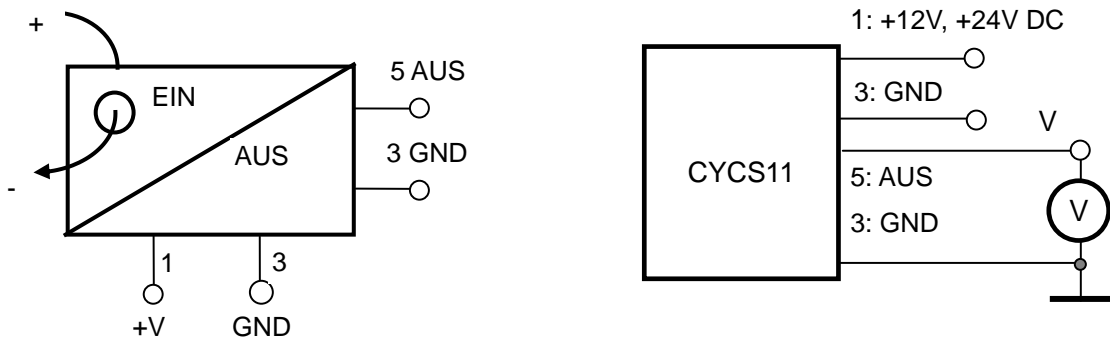 +
EIN
AUS
-
5 AUS
3 GND
1
3
+V
GND
1: +12V, +24V DC
3: GND
V
CYCS11
5: AUS
3: GND
V